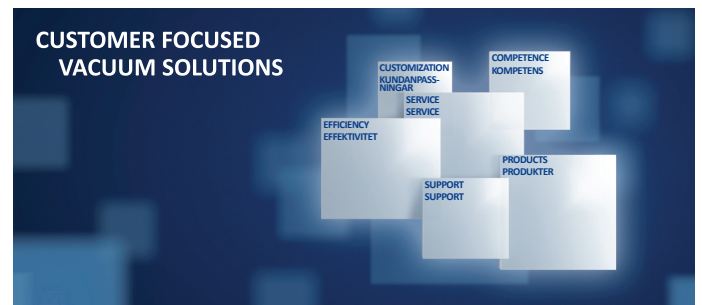 CUSTOMER FOCUSED
VACUUM SOLUTIONS
CUSTOMIZATION
KUNDANPASS-
NINGAR
COMPETENCE
KOMPETENS
SERVICE
SERVICE
EFFICIENCY
EFFEKTIVITET
PRODUCTS
PRODUKTER
SUPPORT
SUPPORT